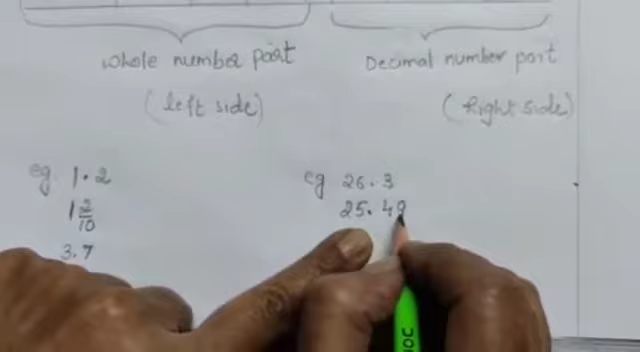 Whole number part
Decimal number part
(left side)
(Right side)
eg. 1.2
1 2/10
3.7
eg 26.3
25.49